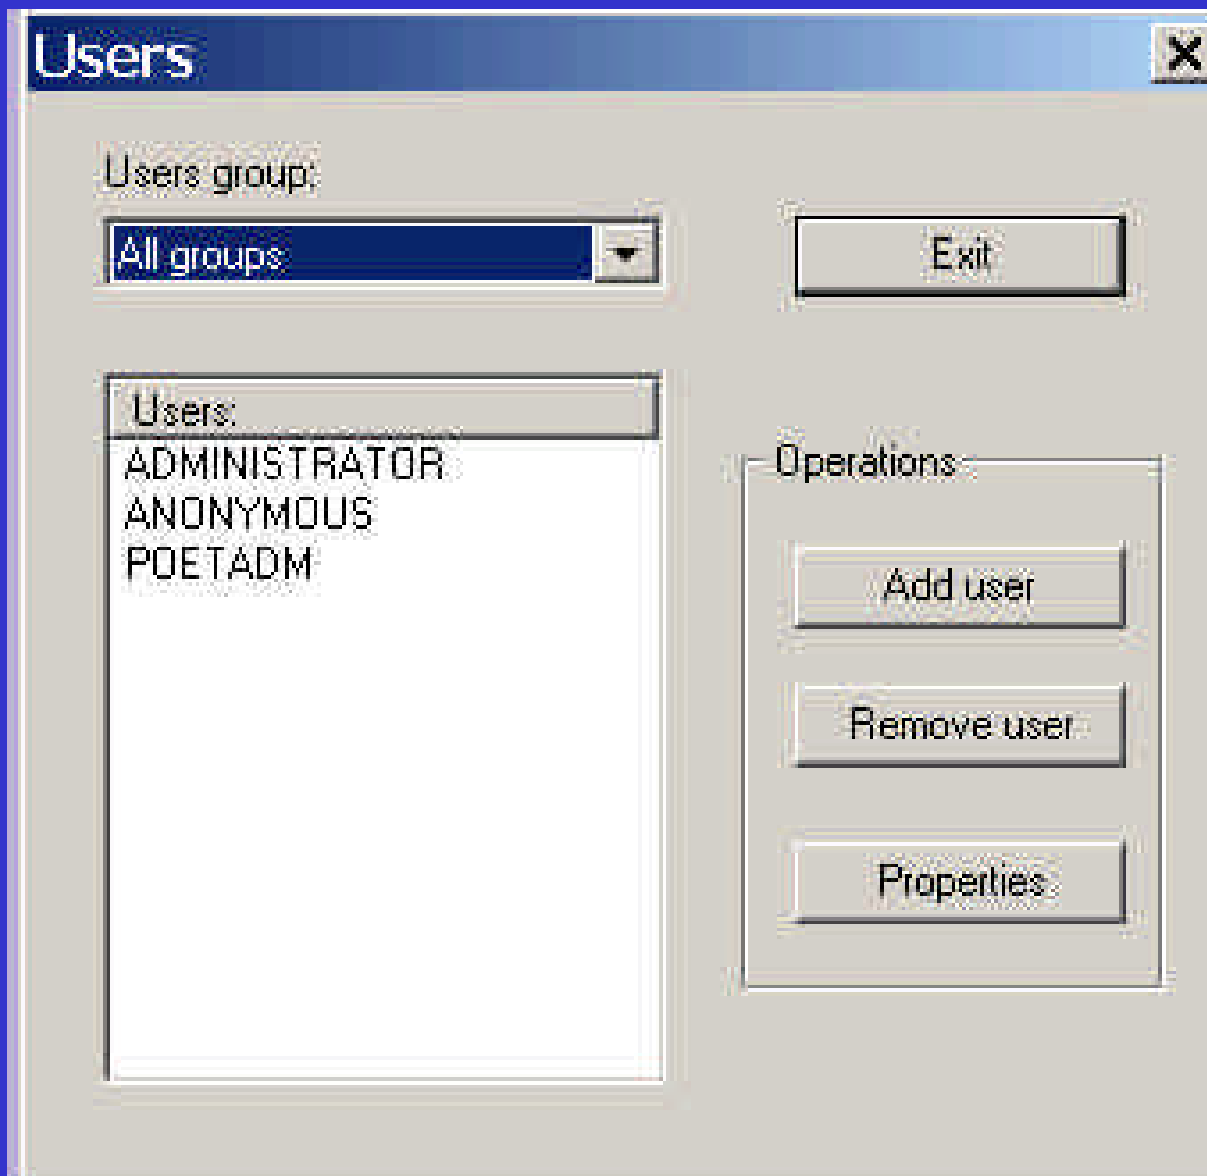 Users
Users group:
All groups
Exit
Users:
ADMINISTRATOR
ANONYMOUS
POETADM
Operations
Add user
Remove user
Properties